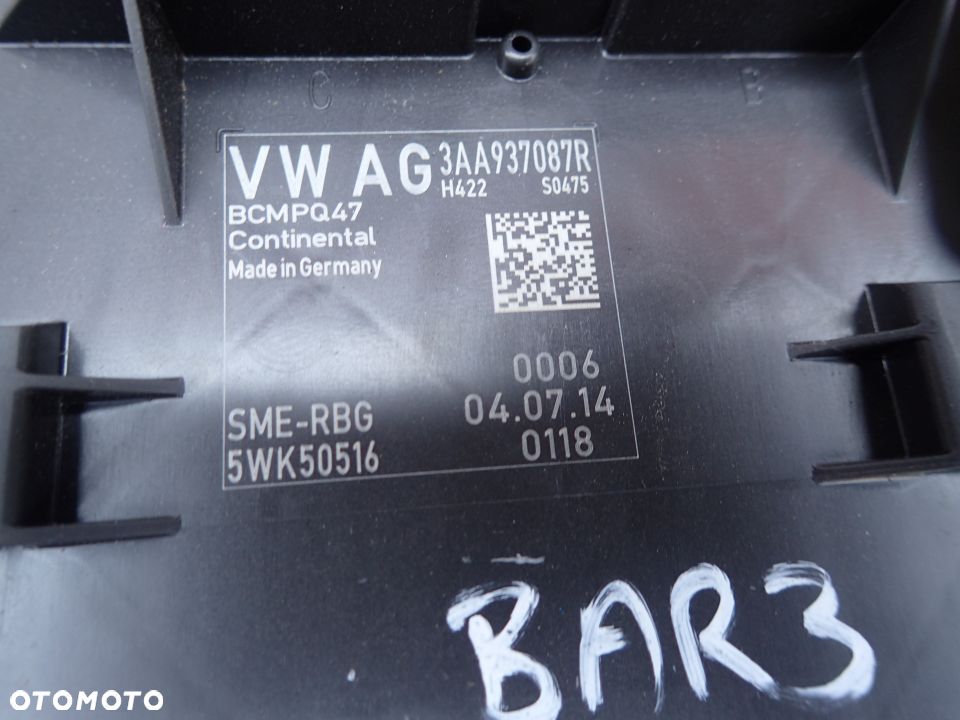 C
B
VW AG 3AA937087R
H422 S0475
BCMPQ47
Continental
Made in Germany
0006
SME-RBG 04.07.14
5WK50516 0118
BAR3
OTOMOTO